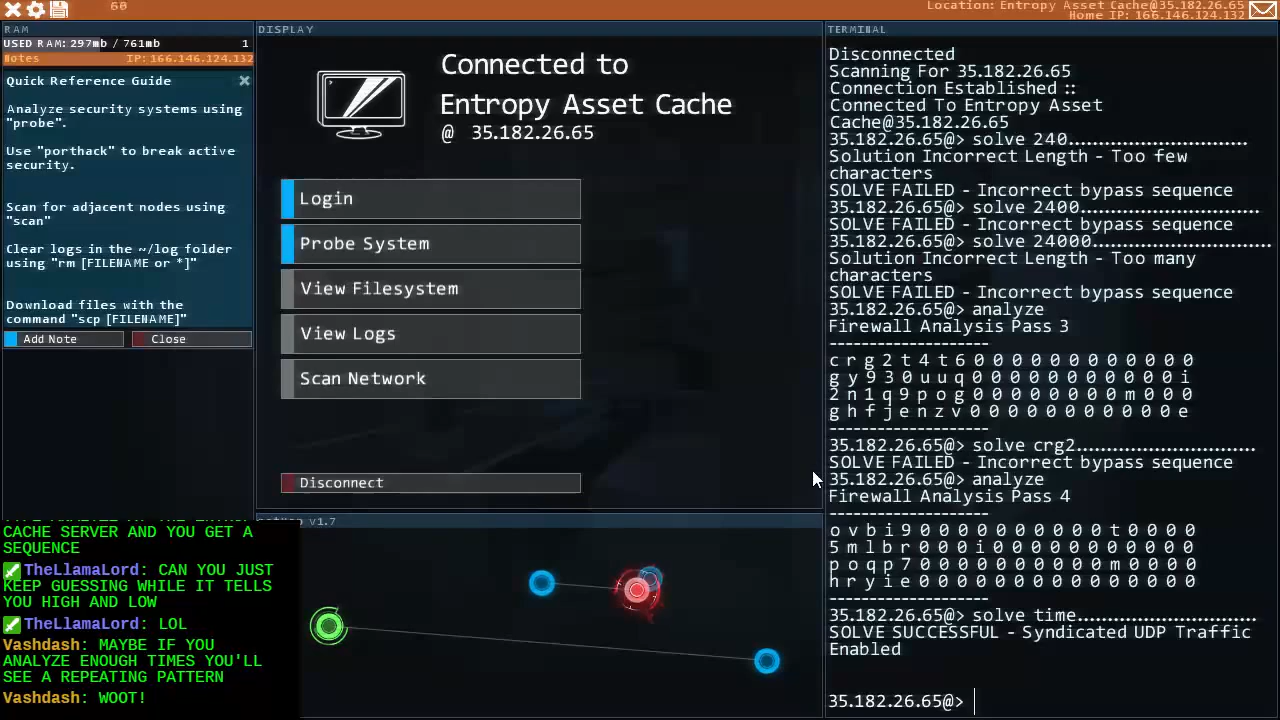 60
Location: Entropy Asset Cache@35.182.26.65
Home IP: 166.146.124.132
RAM
USED RAM: 297mb / 761mb 1
Notes IP: 166.146.124.132
Quick Reference Guide
Analyze security systems using
"probe".
Use "porthack" to break active
security.
Scan for adjacent nodes using
"scan"
Clear logs in the ~/log folder
using "rm [FILENAME or *]"
Download files with the
command "scp [FILENAME]"
Add Note
Close
CACHE SERVER AND YOU GET A
SEQUENCE
TheLlamaLord: CAN YOU JUST
KEEP GUESSING WHILE IT TELLS
YOU HIGH AND LOW
TheLlamaLord: LOL
Vashdash: MAYBE IF YOU
ANALYZE ENOUGH TIMES YOU'LL
SEE A REPEATING PATTERN
Vashdash: WOOT!
DISPLAY
Connected to
Entropy Asset Cache
@ 35.182.26.65
Login
Probe System
View Filesystem
View Logs
Scan Network
Disconnect
v1.7
TERMINAL
Disconnected
Scanning For 35.182.26.65
Connection Established ::
Connected To Entropy Asset
Cache@35.182.26.65
35.182.26.65@> solve 240..............................
Solution Incorrect Length - Too few
characters
SOLVE FAILED - Incorrect bypass sequence
35.182.26.65@> solve 2400..............................
SOLVE FAILED - Incorrect bypass sequence
35.182.26.65@> solve 24000..............................
Solution Incorrect Length - Too many
characters
SOLVE FAILED - Incorrect bypass sequence
35.182.26.65@> analyze
Firewall Analysis Pass 3
--------------------
c r g 2 t 4 t 6 0 0 0 0 0 0 0 0 0 0 0 0
g y 9 3 0 u u q 0 0 0 0 0 0 0 0 0 0 0 i
2 n 1 q 9 p o g 0 0 0 0 0 0 0 0 m 0 0 0
g h f j e n z v 0 0 0 0 0 0 0 0 0 0 0 e
--------------------
35.182.26.65@> solve crg2..............................
SOLVE FAILED - Incorrect bypass sequence
35.182.26.65@> analyze
Firewall Analysis Pass 4
--------------------
o v b i 9 0 0 0 0 0 0 0 0 0 0 t 0 0 0 0
5 m l b r 0 0 0 i 0 0 0 0 0 0 0 0 0 0 0
p o q p 7 0 0 0 0 0 0 0 0 0 0 m 0 0 0 0
h r y i e 0 0 0 0 0 0 0 0 0 0 0 0 0 0 0
--------------------
35.182.26.65@> solve time..............................
SOLVE SUCCESSFUL - Syndicated UDP Traffic
Enabled
35.182.26.65@>